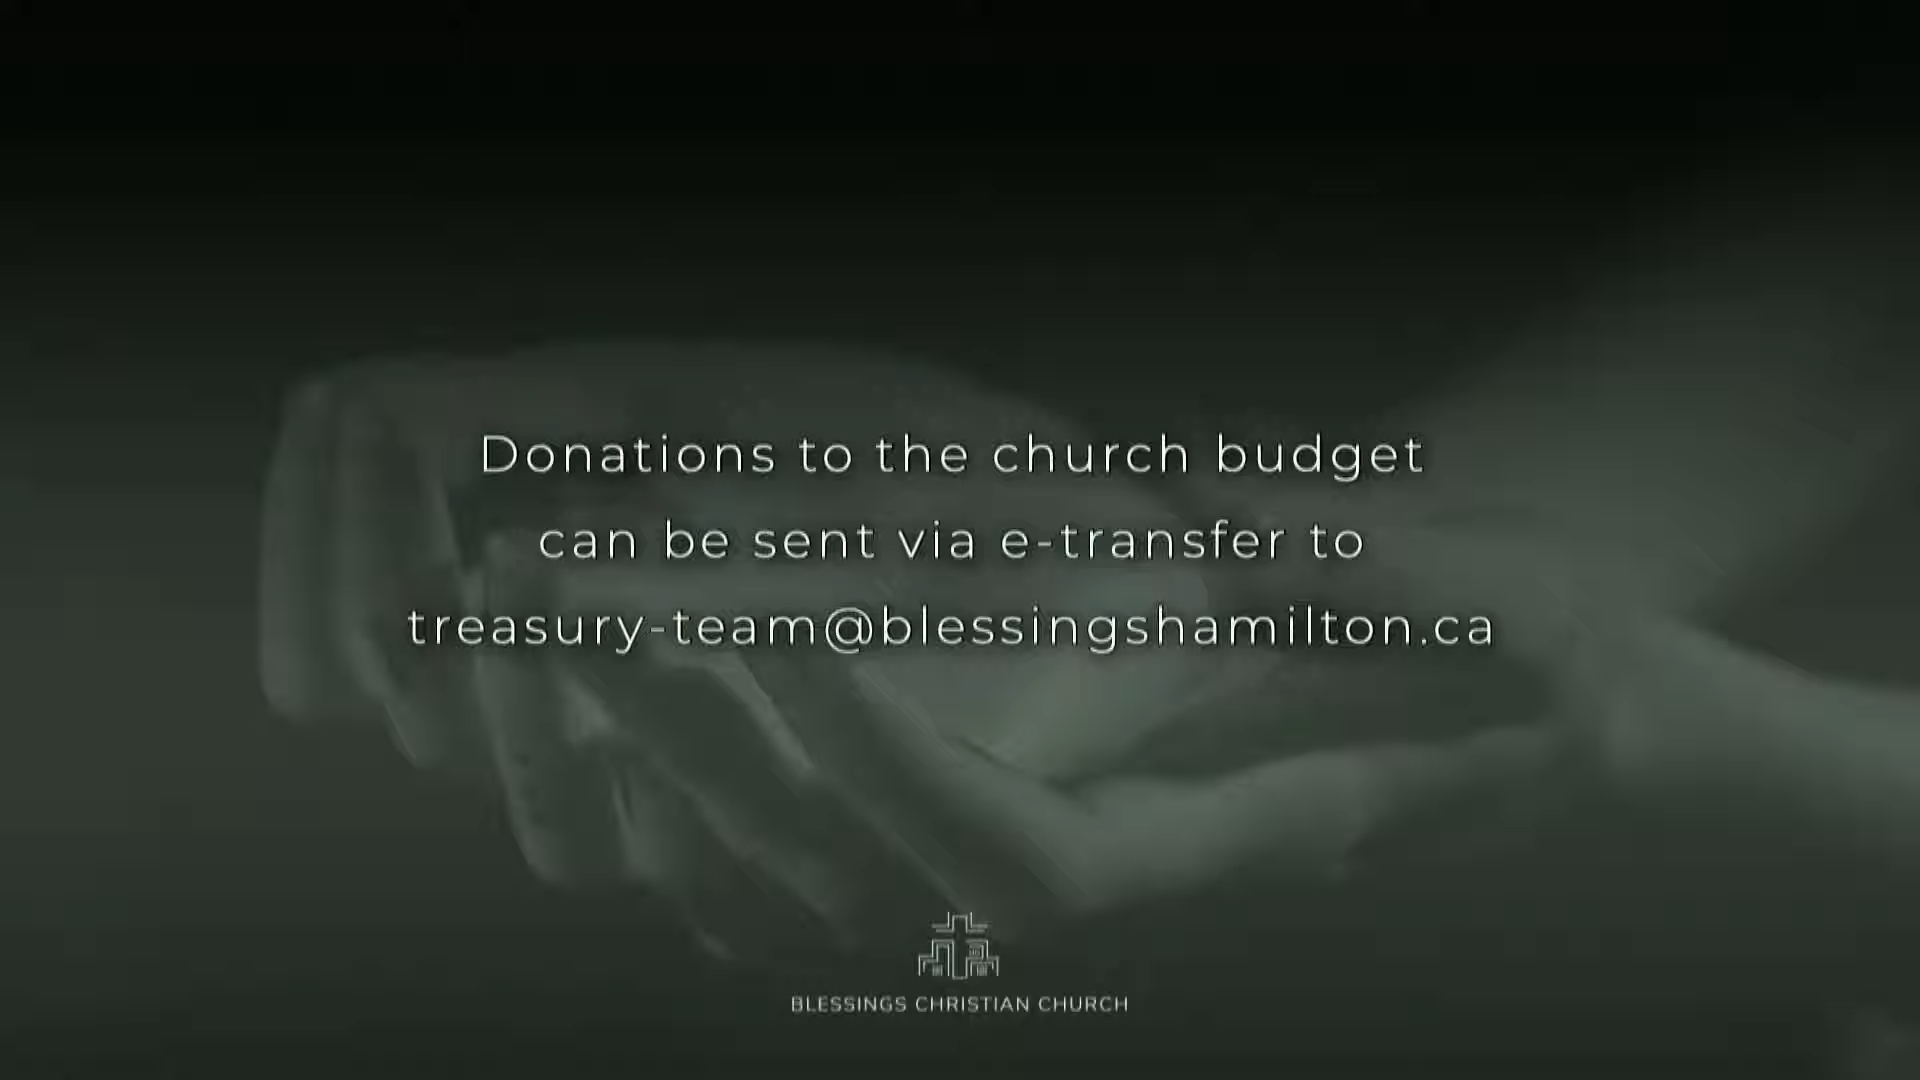 Donations to the church budget
can be sent via e-transfer to
treasury-team@blessingshamilton.ca
BLESSINGS CHRISTIAN CHURCH